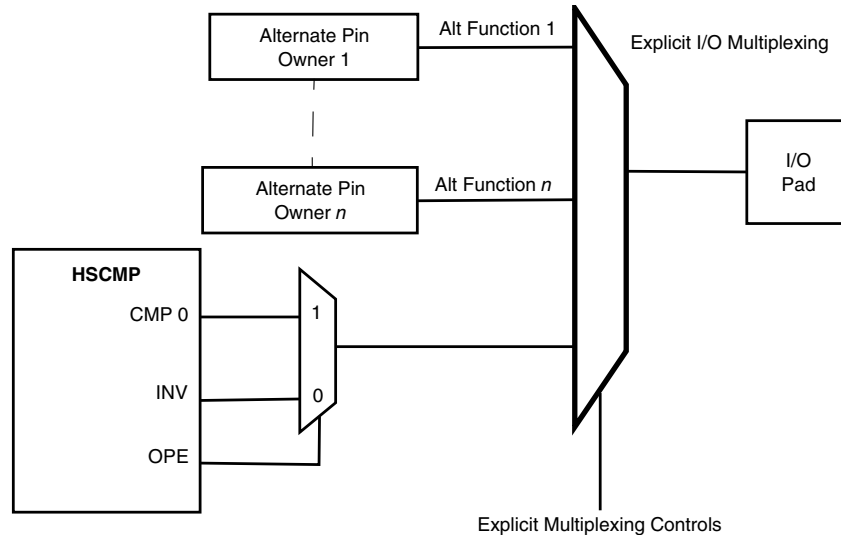 Alternate Pin
Owner 1
Alt Function 1
Explicit I/O Multiplexing
I/O
Pad
Alternate Pin
Owner n
Alt Function n
HSCMP
CMP 0
1
INV
0
OPE
Explicit Multiplexing Controls